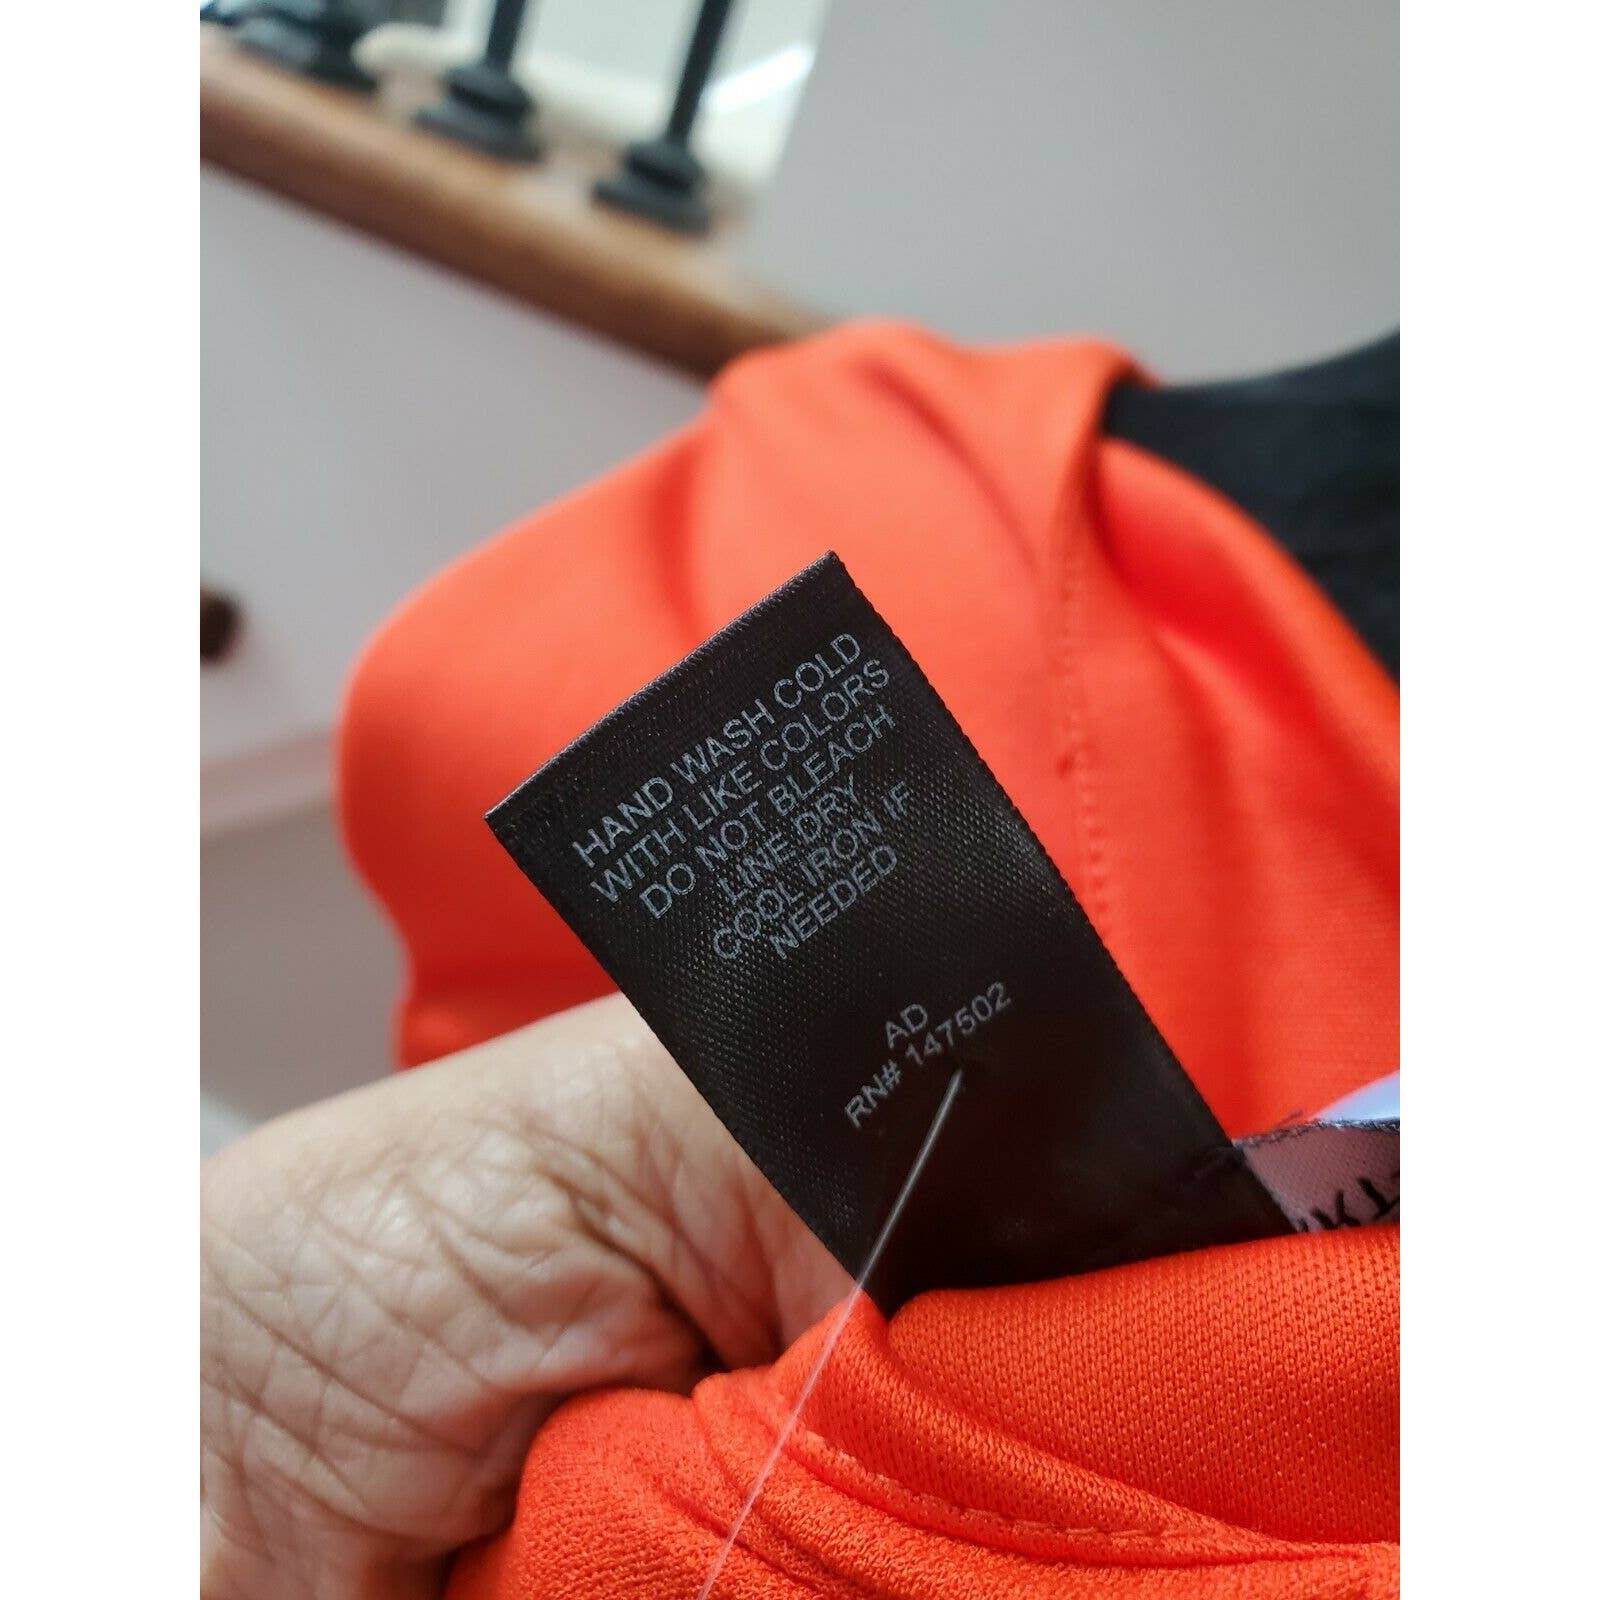 HAND WASH COLD
WITH LIKE COLORS
DO NOT BLEACH
LINE DRY
COOL IRON IF
NEEDED
AD
RN# 147502